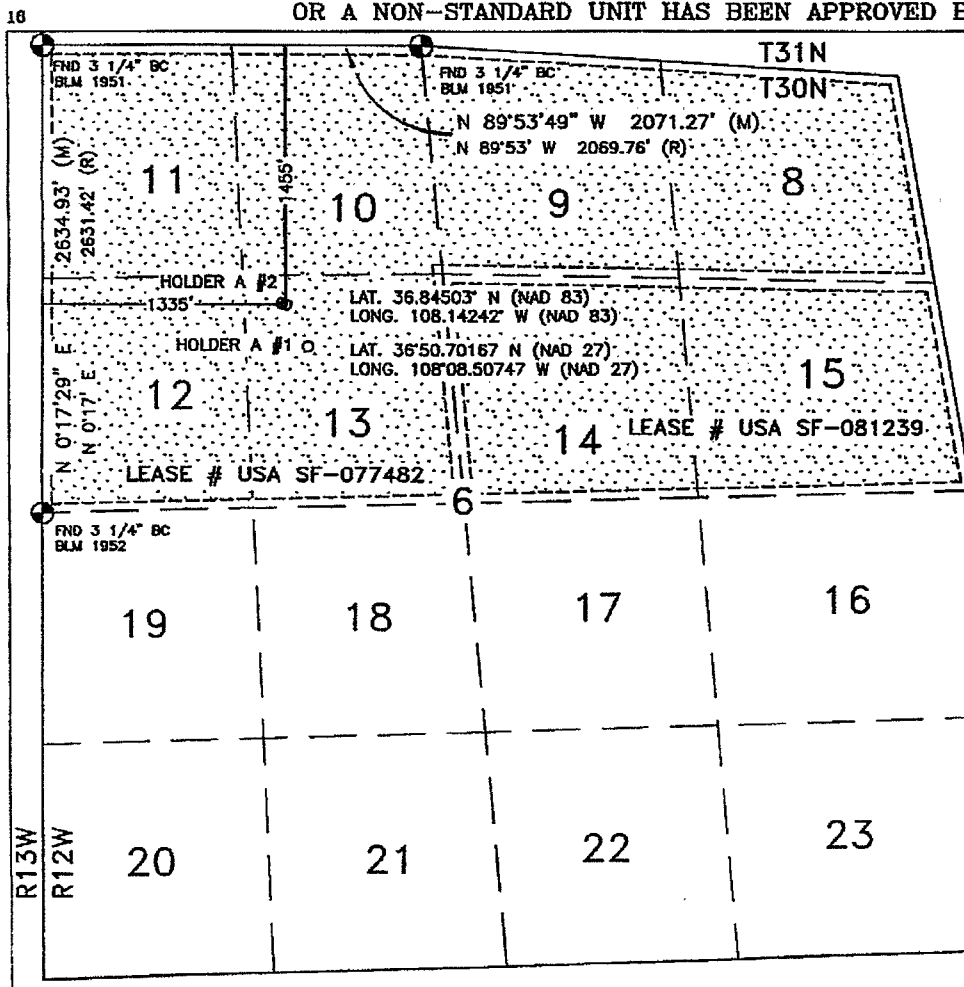 16
OR A NON-STANDARD UNIT HAS BEEN APPROVED B
T31N
T30N
FND 3 1/4" BC
BLM 1951
FND 3 1/4" BC
BLM 1951
N 89°53'49" W 2071.27' (M)
N 89°53' W 2069.76' (R)
11
10
9
8
1455'
N 0°17'29" E 2634.93' (M)
N 0°17' E 2631.42' (R)
HOLDER A #2
1335'
LAT. 36.84503° N (NAD 83)
LONG. 108.14242° W (NAD 83)
HOLDER A #1
LAT. 36°50.70167 N (NAD 27)
LONG. 108°08.50747 W (NAD 27)
12
13
14
15
LEASE # USA SF-081239
LEASE # USA SF-077482
6
FND 3 1/4" BC
BLM 1952
19
18
17
16
20
21
22
23
R13W
R12W